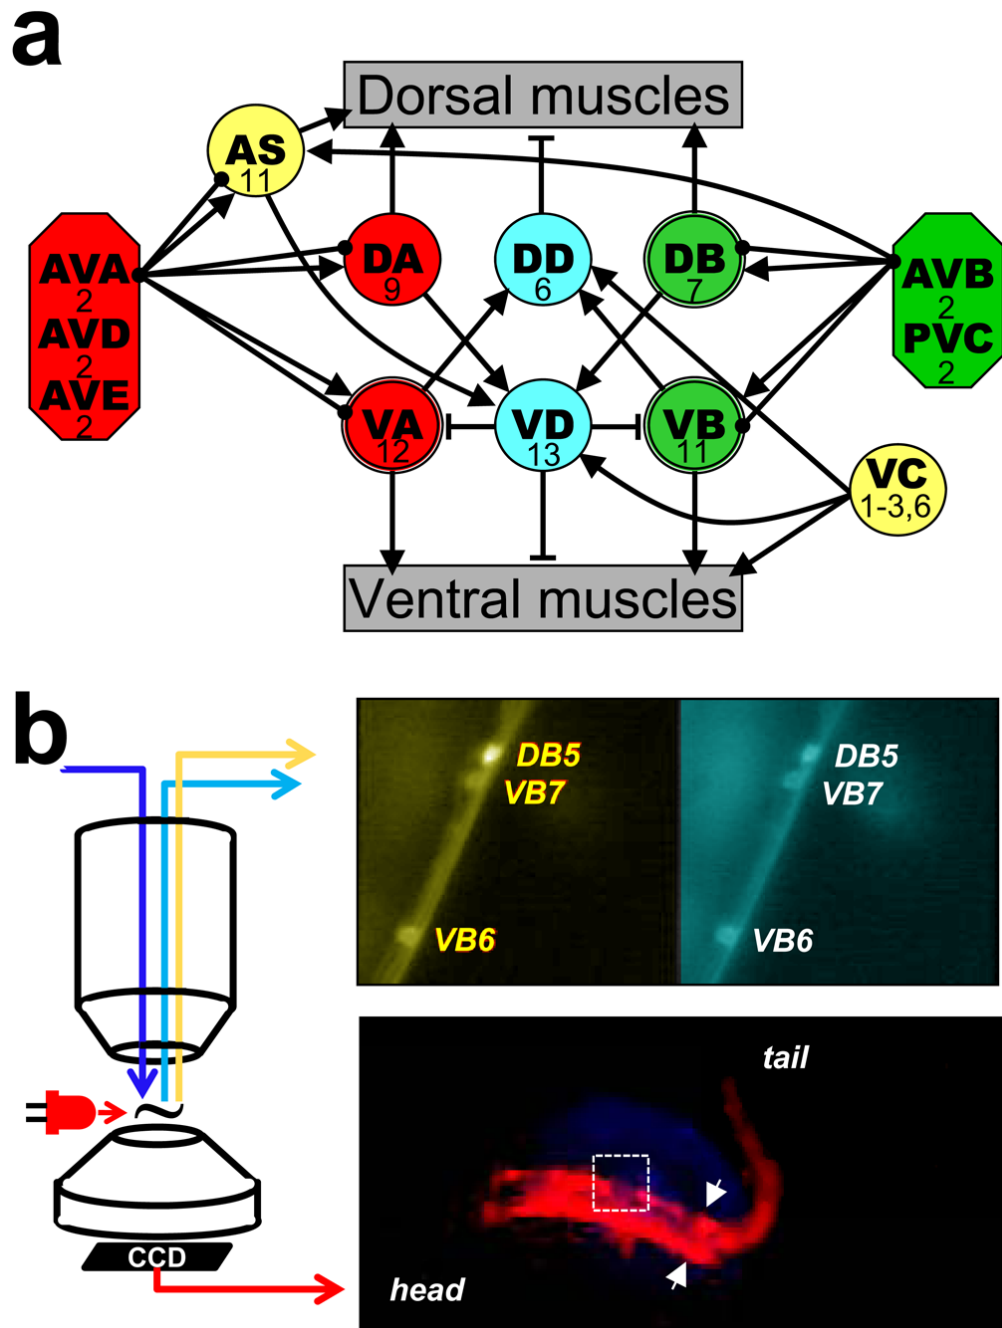 a
Dorsal muscles
AS
11
AVA
2
AVD
2
AVE
2
DA
9
DD
6
DB
7
AVB
2
PVC
2
VA
12
VD
13
VB
11
VC
1-3,6
Ventral muscles
b
DB5
VB7
VB6
DB5
VB7
VB6
CCD
tail
head